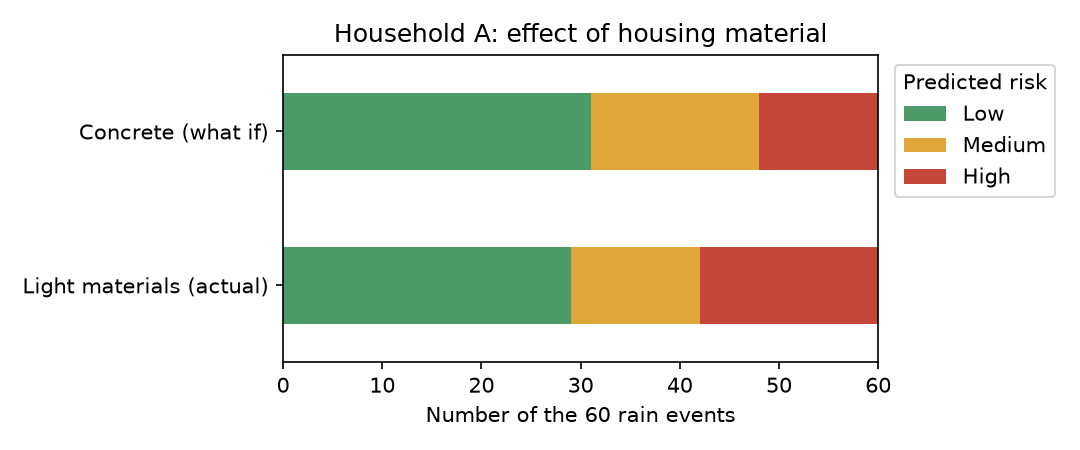 Household A: effect of housing material
Concrete (what if)
Light materials (actual)
0 10 20 30 40 50 60
Number of the 60 rain events
Predicted risk
Low
Medium
High